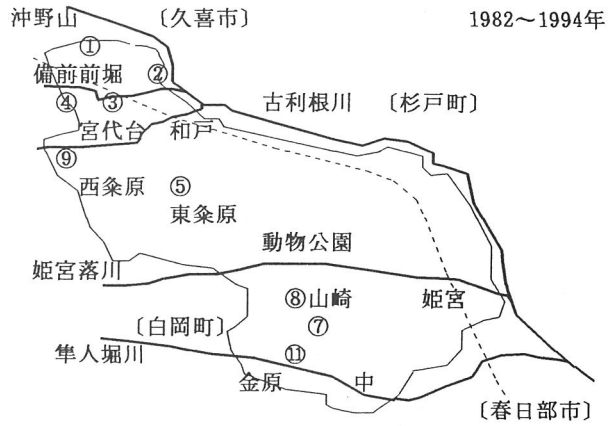 沖野山 〔久喜市〕 1982〜1994年
①
備前前堀 ②
④ ③ 古利根川 〔杉戸町〕
宮代台 和戸
⑨
西粂原 ⑤
東粂原
動物公園
姫宮落川
⑧山崎 姫宮
〔白岡町〕 ⑦
隼人堀川 ⑪
金原 中
〔春日部市〕